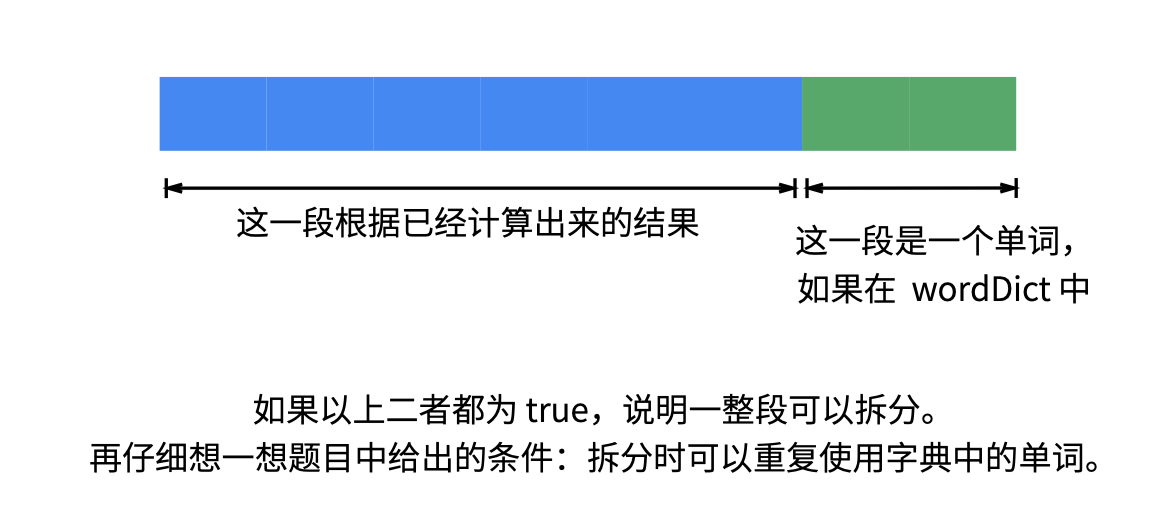 这一段根据已经计算出来的结果
这一段是一个单词，
如果在 wordDict 中
如果以上二者都为 true，说明一整段可以拆分。
再仔细想一想题目中给出的条件：拆分时可以重复使用字典中的单词。